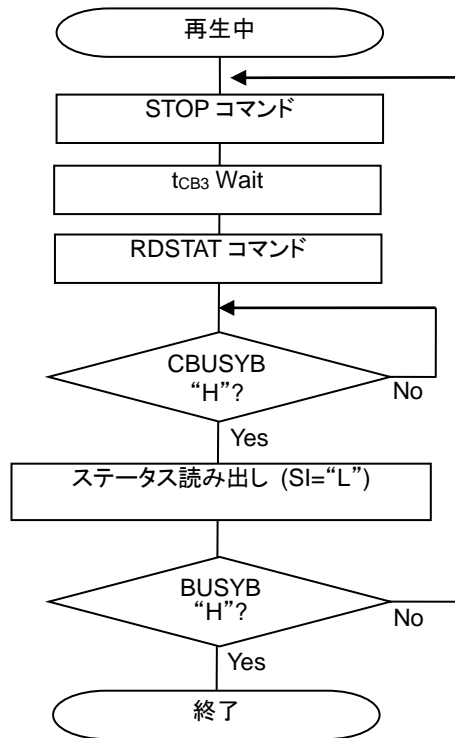 再生中
STOP コマンド
tCB3 Wait
RDSTAT コマンド
CBUSYB
“H”?
No
Yes
ステータス読み出し (SI=“L”)
BUSYB
“H”?
No
Yes
終了